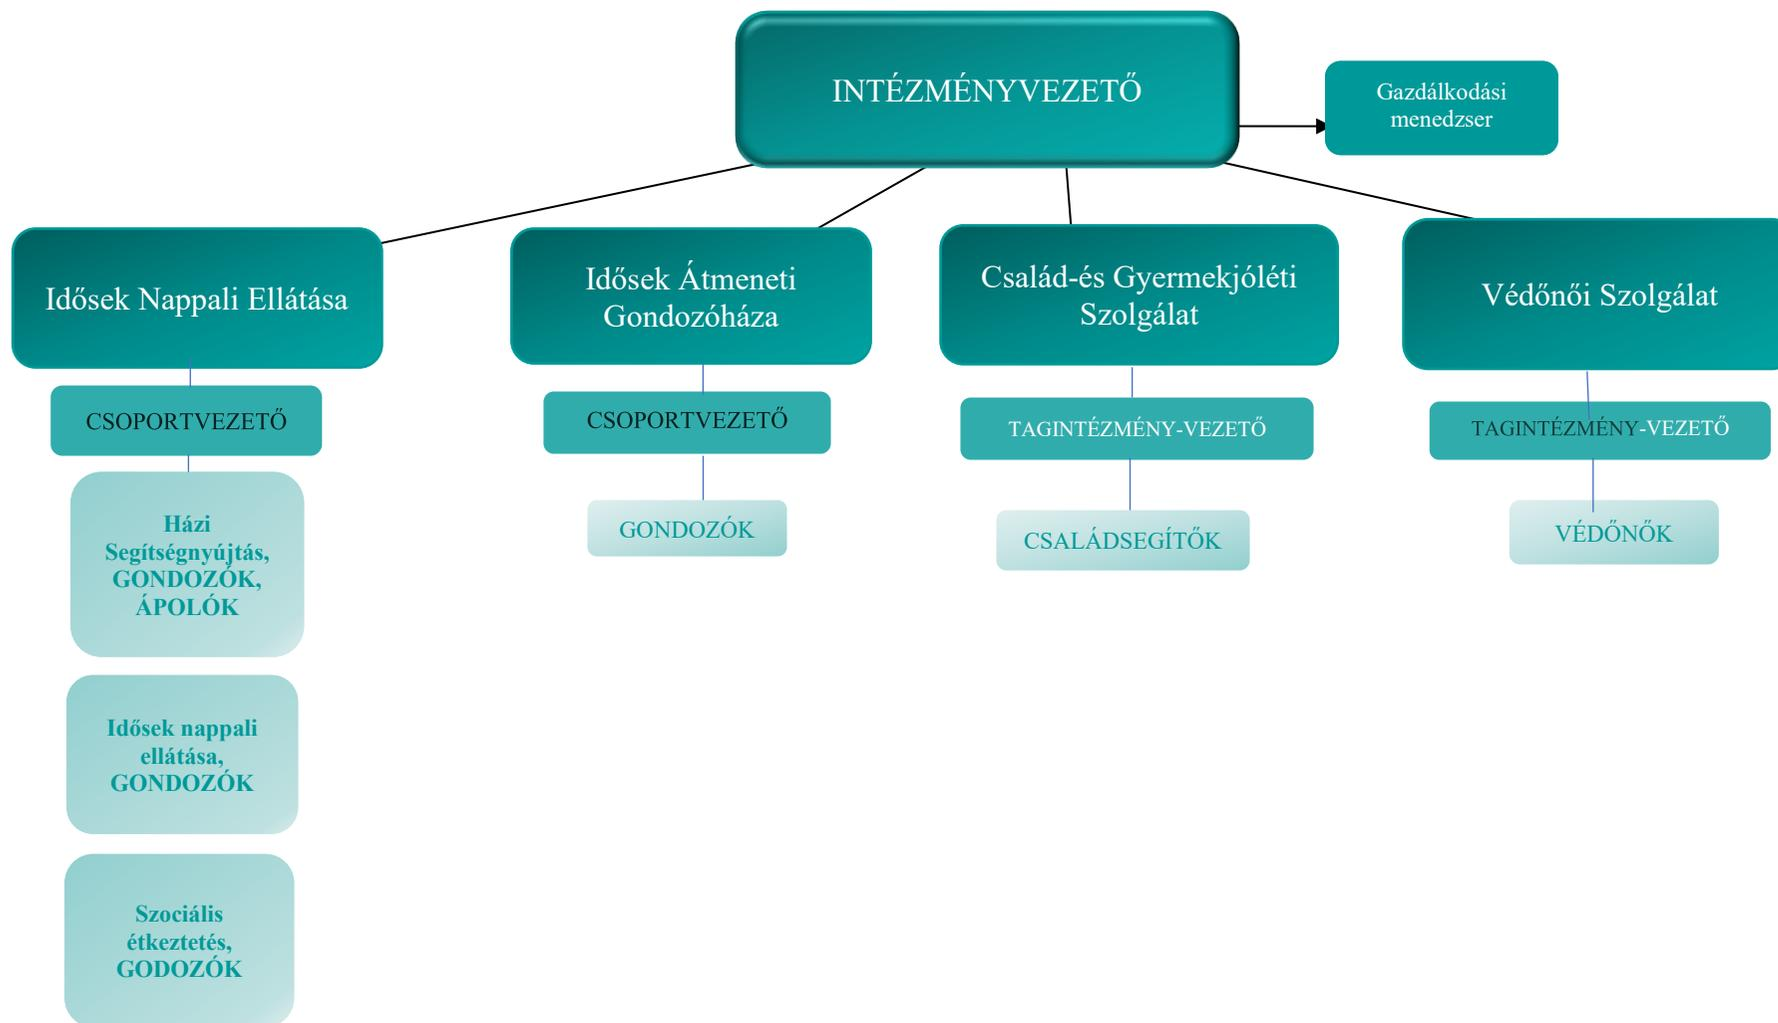 INTÉZMÉNYVEZETŐ
Gazdálkodási
menedzser
Idősek Nappali Ellátása
Idősek Átmeneti
Gondozóháza
Család-és Gyermekjóléti
Szolgálat
Védőnői Szolgálat
CSOPORTVEZETŐ
CSOPORTVEZETŐ
TAGINTÉZMÉNY-VEZETŐ
TAGINTÉZMÉNY-VEZETŐ
Házi
Segítségnyújtás,
GONDOZÓK,
ÁPOLÓK
GONDOZÓK
CSALÁDSEGÍTŐK
VÉDŐNŐK
Idősek nappali
ellátása,
GONDOZÓK
Szociális
étkeztetés,
GODOZÓK